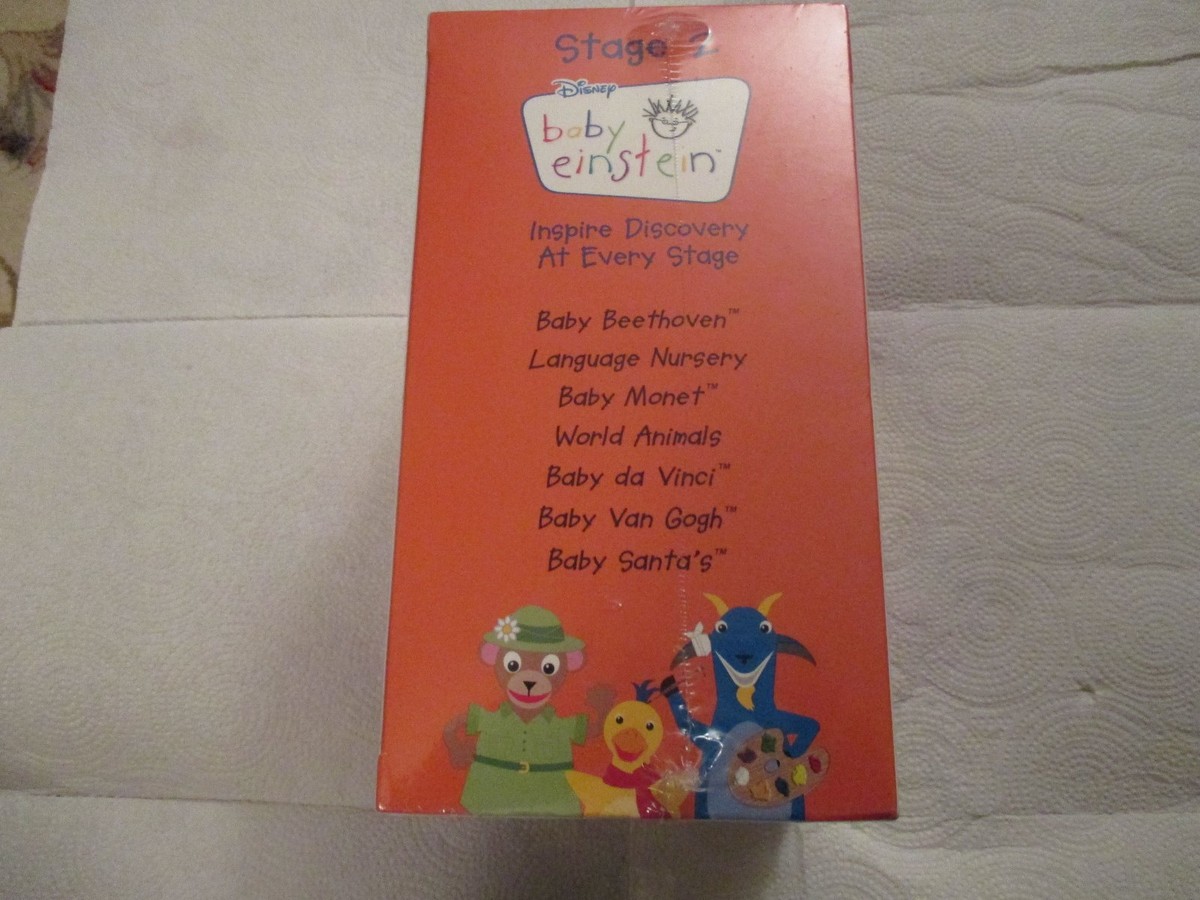 Stage 2
Disney
baby
einstein™
Inspire Discovery
At Every Stage
Baby Beethoven™
Language Nursery
Baby Monet™
World Animals
Baby da Vinci™
Baby Van Gogh™
Baby Santa's™